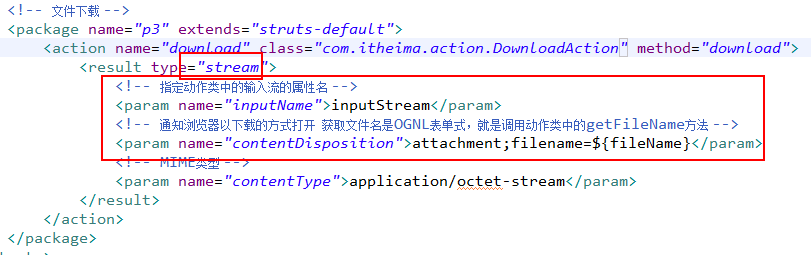 <!-- 文件下载 -->
<package name="p3" extends="struts-default">
<action name="download" class="com.itheima.action.DownloadAction" method="download">
<result type="stream">
<!-- 指定动作类中的输入流的属性名 -->
<param name="inputName">inputStream</param>
<!-- 通知浏览器以下载的方式打开 获取文件名是OGNL表单式，就是调用动作类中的getFileName方法 -->
<param name="contentDisposition">attachment;filename=${fileName}</param>
<!-- MIME类型 -->
<param name="contentType">application/octet-stream</param>
</result>
</action>
</package>